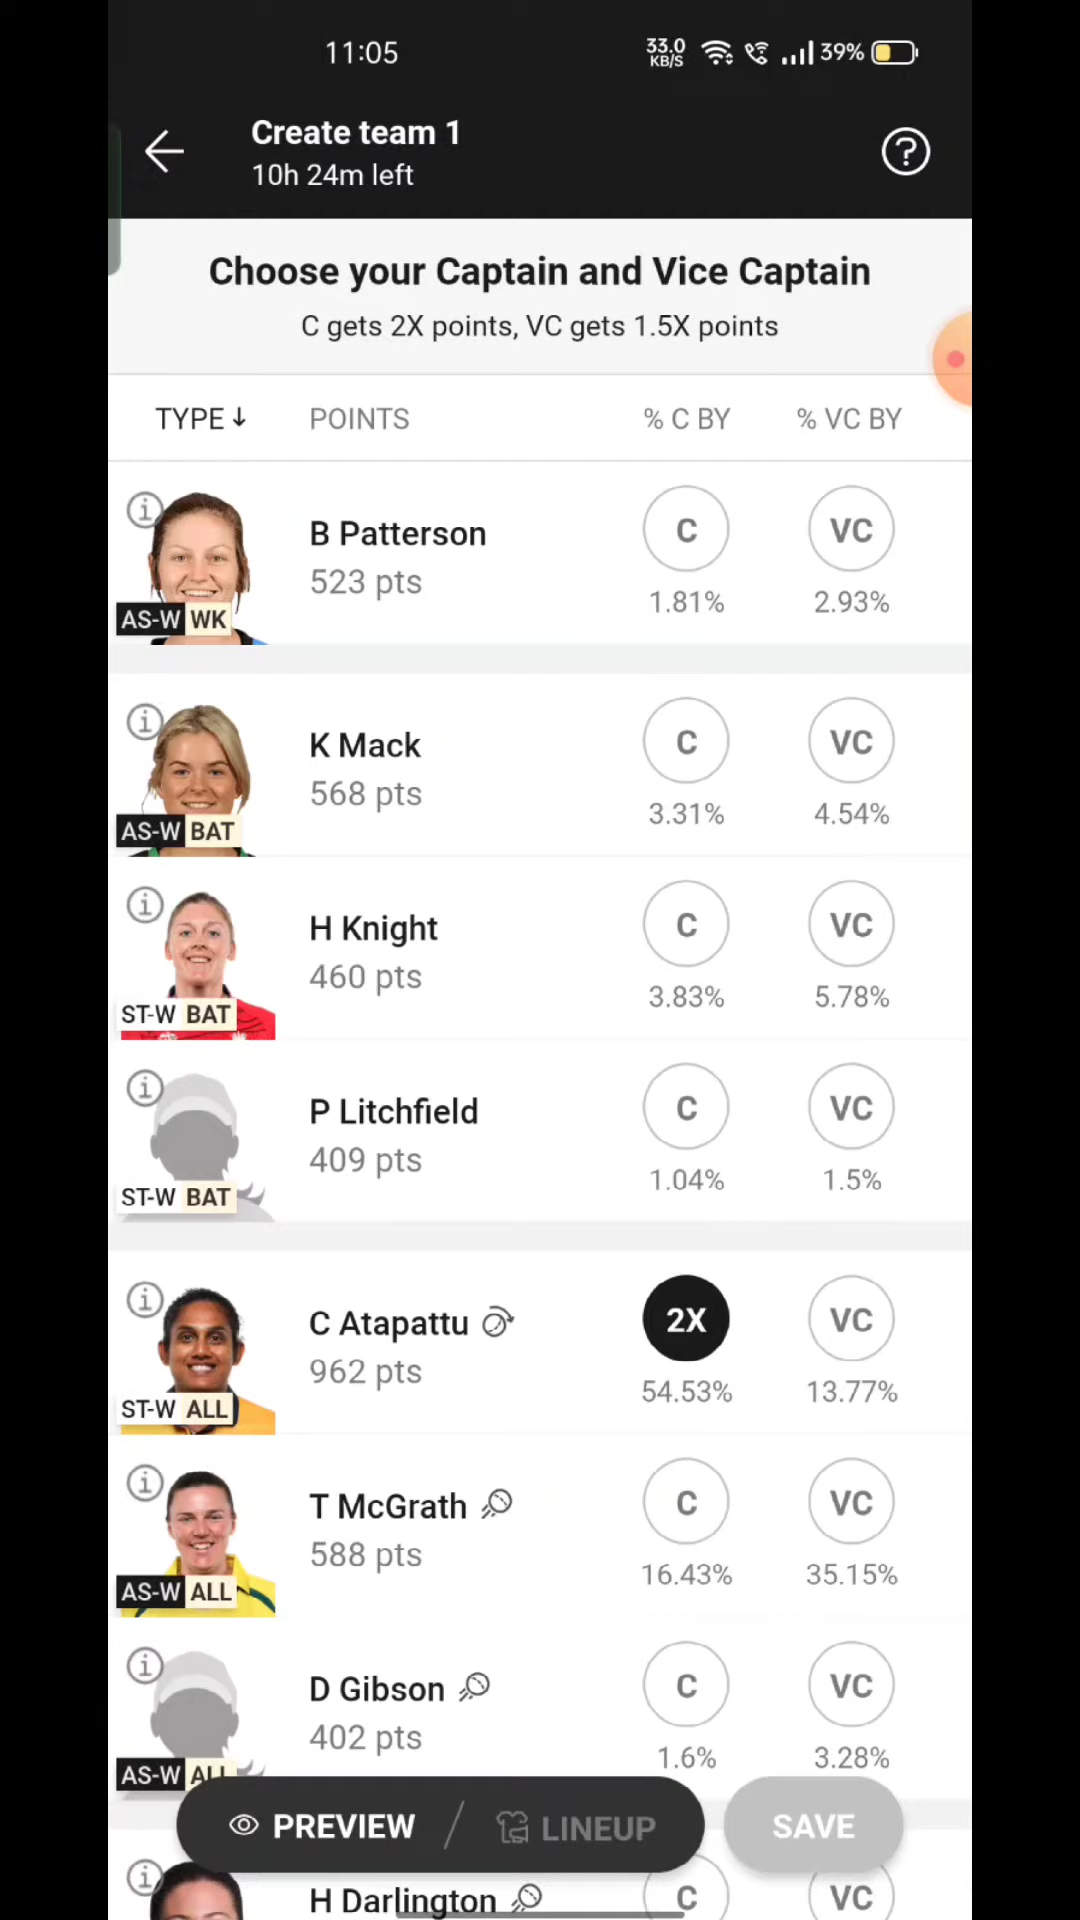 11:05
33.0
KB/S
39%
Create team 1
10h 24m left
Choose your Captain and Vice Captain
C gets 2X points, VC gets 1.5X points
TYPE↓ POINTS % C BY % VC BY
B Patterson
523 pts
C VC
1.81% 2.93%
AS-W WK
K Mack
568 pts
C VC
3.31% 4.54%
AS-W BAT
H Knight
460 pts
C VC
3.83% 5.78%
ST-W BAT
P Litchfield
409 pts
C VC
1.04% 1.5%
ST-W BAT
C Atapattu
962 pts
2X VC
54.53% 13.77%
ST-W ALL
T McGrath
588 pts
C VC
16.43% 35.15%
AS-W ALL
D Gibson
402 pts
C VC
1.6% 3.28%
AS-W ALL
PREVIEW / LINEUP SAVE
H Darlington C VC